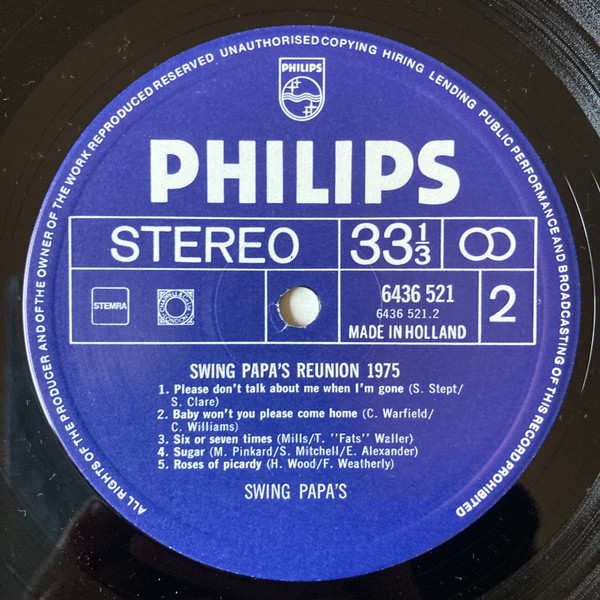 ALL RIGHTS OF THE PRODUCER AND OF THE OWNER OF THE WORK REPRODUCED RESERVED UNAUTHORISED COPYING HIRING LENDING PUBLIC PERFORMANCE AND BROADCASTING OF THIS RECORD PROHIBITED
PHILIPS
PHILIPS
STEREO
33 1/3
STEMRA
6436 521
6436 521.2
MADE IN HOLLAND
2
SWING PAPA'S REUNION 1975
1. Please don't talk about me when I'm gone (S. Stept/
S. Clare)
2. Baby won't you please come home (C. Warfield/
C. Williams)
3. Six or seven times (Mills/T. "Fats" Waller)
4. Sugar (M. Pinkard/S. Mitchell/E. Alexander)
5. Roses of picardy (H. Wood/F. Weatherly)
SWING PAPA'S